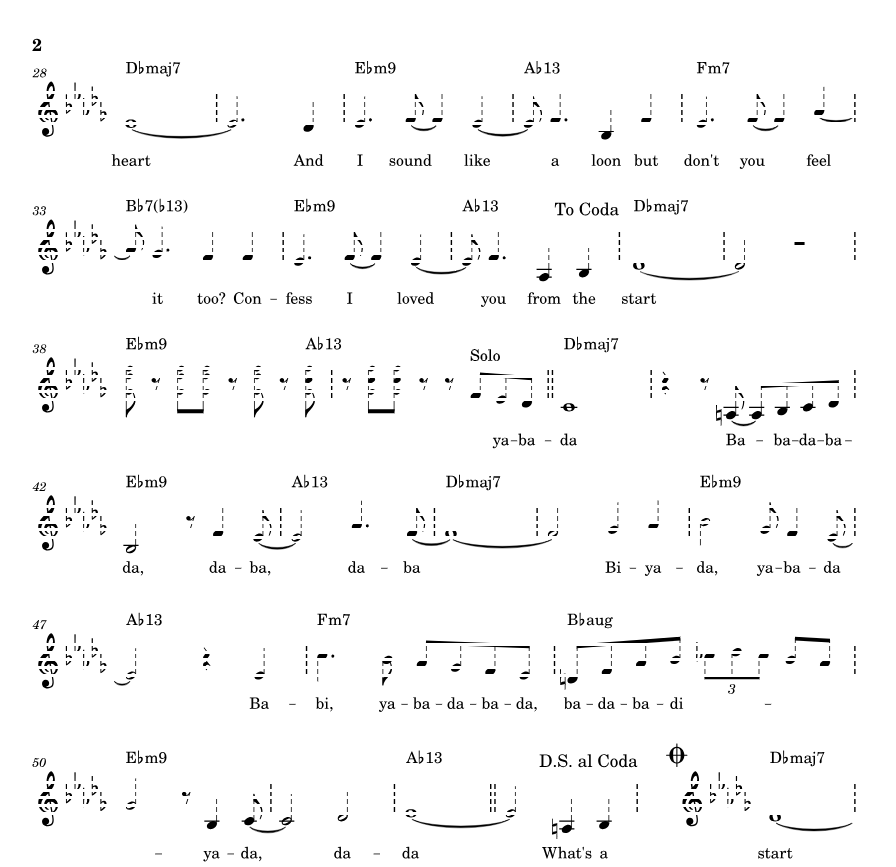 2
28 D♭maj7 E♭m9 A♭13 Fm7
heart And I sound like a loon but don't you feel
33 B♭7(♭13) E♭m9 A♭13 To Coda D♭maj7
it too? Con – fess I loved you from the start
38 E♭m9 A♭13 Solo D♭maj7
ya – ba – da Ba – ba – da – ba –
42 E♭m9 A♭13 D♭maj7 E♭m9
da, da – ba, da – ba Bi – ya – da, ya – ba – da
47 A♭13 Fm7 B♭aug
3
Ba – bi, ya – ba – da – ba – da, ba – da – ba – di –
50 E♭m9 A♭13 D.S. al Coda D♭maj7
– ya – da, da – da What's a start